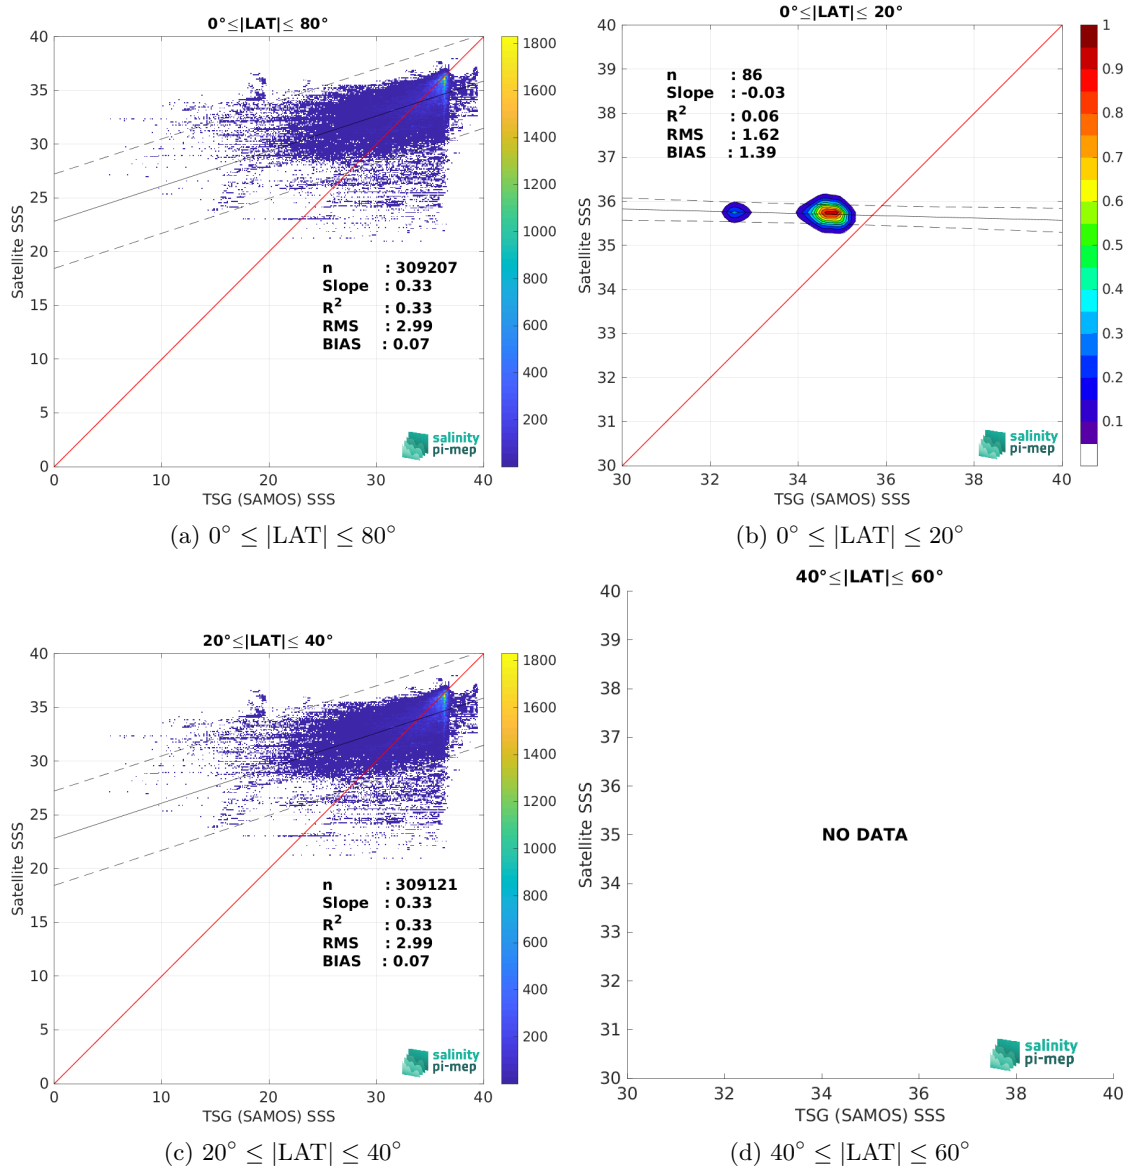 0°≤|LAT|≤ 80°
40
35
30
25
20
15
10
5
0
Satellite SSS
n : 309207
Slope : 0.33
R² : 0.33
RMS : 2.99
BIAS : 0.07
salinity
pi-mep
0 10 20 30 40
TSG (SAMOS) SSS
1800
1600
1400
1200
1000
800
600
400
200
(a) 0° ≤ |LAT| ≤ 80°
0°≤|LAT|≤ 20°
40
39
38
37
36
35
34
33
32
31
30
Satellite SSS
n : 86
Slope : -0.03
R² : 0.06
RMS : 1.62
BIAS : 1.39
salinity
pi-mep
30 32 34 36 38 40
TSG (SAMOS) SSS
1
0.9
0.8
0.7
0.6
0.5
0.4
0.3
0.2
0.1
(b) 0° ≤ |LAT| ≤ 20°
20°≤|LAT|≤ 40°
40
35
30
25
20
15
10
5
0
Satellite SSS
n : 309121
Slope : 0.33
R² : 0.33
RMS : 2.99
BIAS : 0.07
salinity
pi-mep
0 10 20 30 40
TSG (SAMOS) SSS
1800
1600
1400
1200
1000
800
600
400
200
(c) 20° ≤ |LAT| ≤ 40°
40°≤|LAT|≤ 60°
40
39
38
37
36
35
34
33
32
31
30
Satellite SSS
NO DATA
salinity
pi-mep
30 32 34 36 38 40
TSG (SAMOS) SSS
(d) 40° ≤ |LAT| ≤ 60°